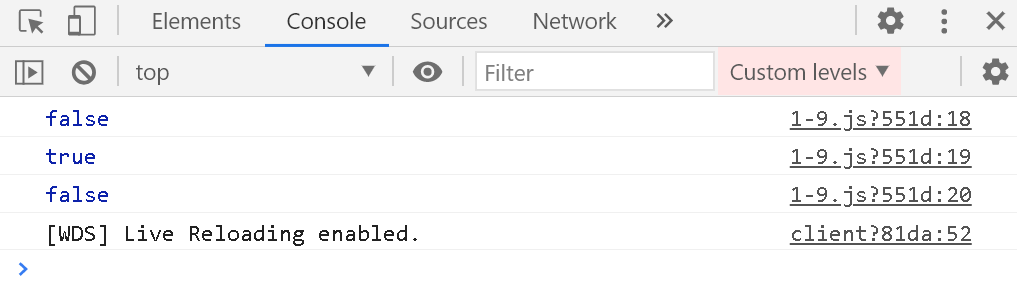 Elements Console Sources Network
top Filter Custom levels
false 1-9.js?551d:18
true 1-9.js?551d:19
false 1-9.js?551d:20
[WDS] Live Reloading enabled. client?81da:52